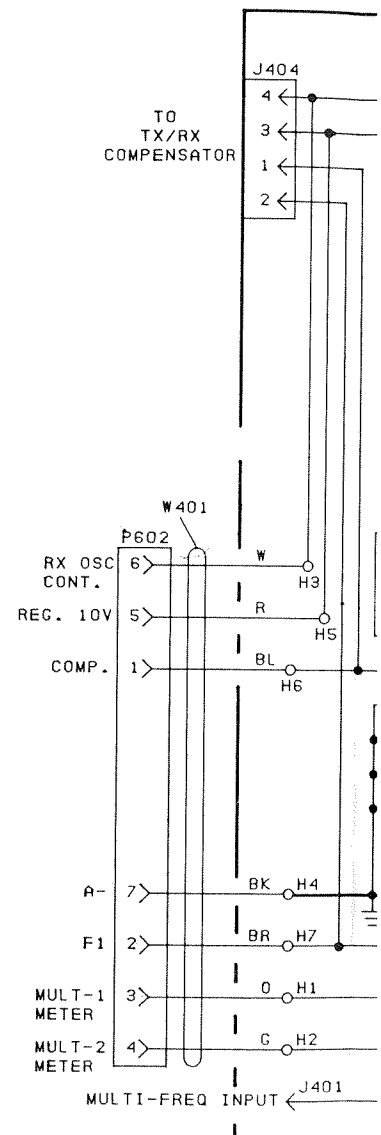 J404
TO
TX/RX
COMPENSATOR
4
3
1
2
W401
P602
RX OSC
CONT.
6
W
H3
REG. 10V
5
R
H5
COMP.
1
BL
H6
A-
7
BK
H4
F1
2
BR
H7
MULT-1
METER
3
O
H1
MULT-2
METER
4
G
H2
MULTI-FREQ INPUT
J401